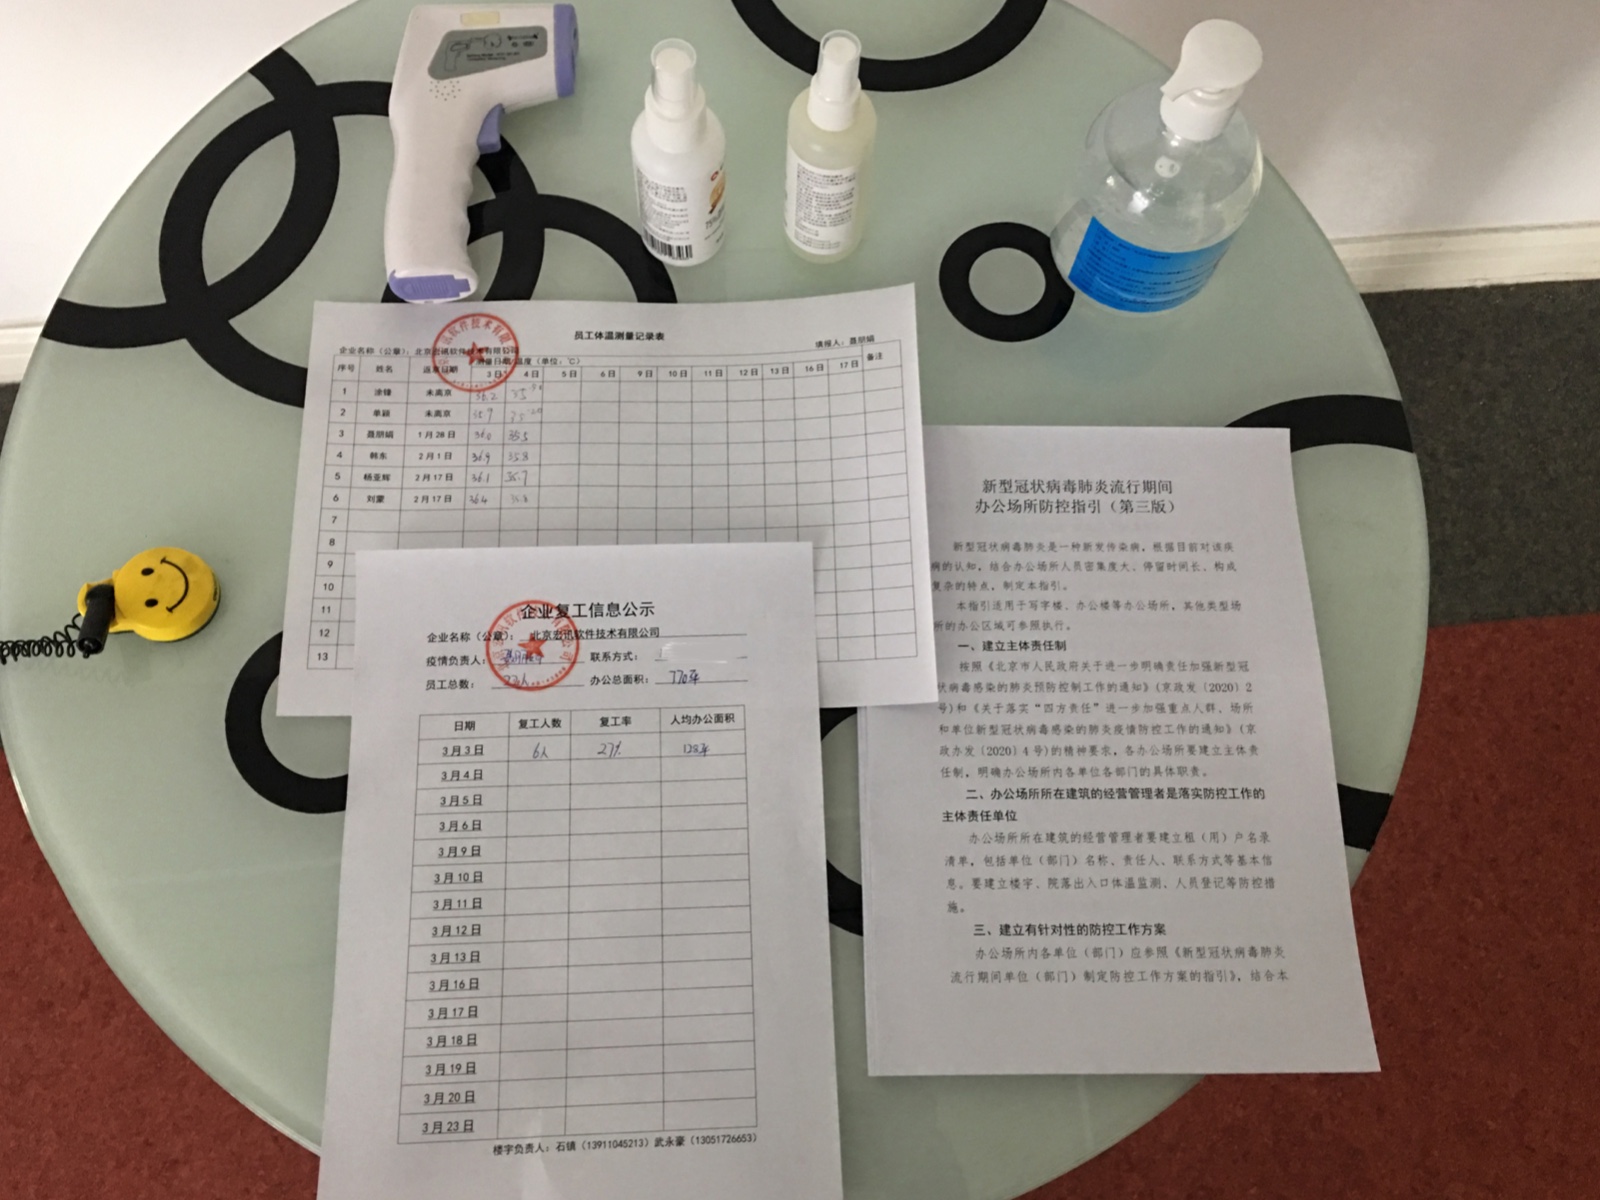 员工体温测量记录表
企业名称（公章）：北京宏迅软件技术有限公司 填报人：聂朋娟
序号 姓名 返京日期 测量日期/温度（单位：℃） 备注
3日 4日 5日 6日 9日 10日 11日 12日 13日 16日 17日
1 涂锋 未离京 36.2
2 单颖 未离京
3 聂朋娟 1月28日 36.0 36.5
4 韩东 2月1日 36.9 35.8
5 杨亚辉 2月17日 36.1 35.7
6 刘蒙 2月17日 36.4
7
8
9
10
11
12
13
企业复工信息公示
企业名称（公章）： 北京宏迅软件技术有限公司
疫情负责人： 联系方式：
员工总数： 办公总面积： 770平
日期 复工人数 复工率 人均办公面积
3月3日 6人 27% 128平
3月4日
3月5日
3月6日
3月9日
3月10日
3月11日
3月12日
3月13日
3月16日
3月17日
3月18日
3月19日
3月20日
3月23日
楼宇负责人：石镇（13911045213）武永豪（13051726653）
新型冠状病毒肺炎流行期间
办公场所防控指引（第三版）
新型冠状病毒肺炎是一种新发传染病，根据目前对该疾
病的认知，结合办公场所人员密集度大、停留时间长、构成
复杂的特点，制定本指引。
本指引适用于写字楼、办公楼等办公场所，其他类型场
所的办公区域可参照执行。
一、建立主体责任制
按照《北京市人民政府关于进一步明确责任加强新型冠
状病毒感染的肺炎预防控制工作的通知》（京政发〔2020〕2
号）和《关于落实“四方责任”进一步加强重点人群、场所
和单位新型冠状病毒感染的肺炎疫情防控工作的通知》（京
政办发〔2020〕4号）的精神要求，各办公场所要建立主体责
任制，明确办公场所内各单位各部门的具体职责。
二、办公场所所在建筑的经营管理者是落实防控工作的
主体责任单位
办公场所所在建筑的经营管理者要建立租（用）户名录
清单，包括单位（部门）名称、责任人、联系方式等基本信
息。要建立楼宇、院落出入口体温监测、人员登记等防控措
施。
三、建立有针对性的防控工作方案
办公场所内各单位（部门）应参照《新型冠状病毒肺炎
流行期间单位（部门）制定防控工作方案的指引》，结合本